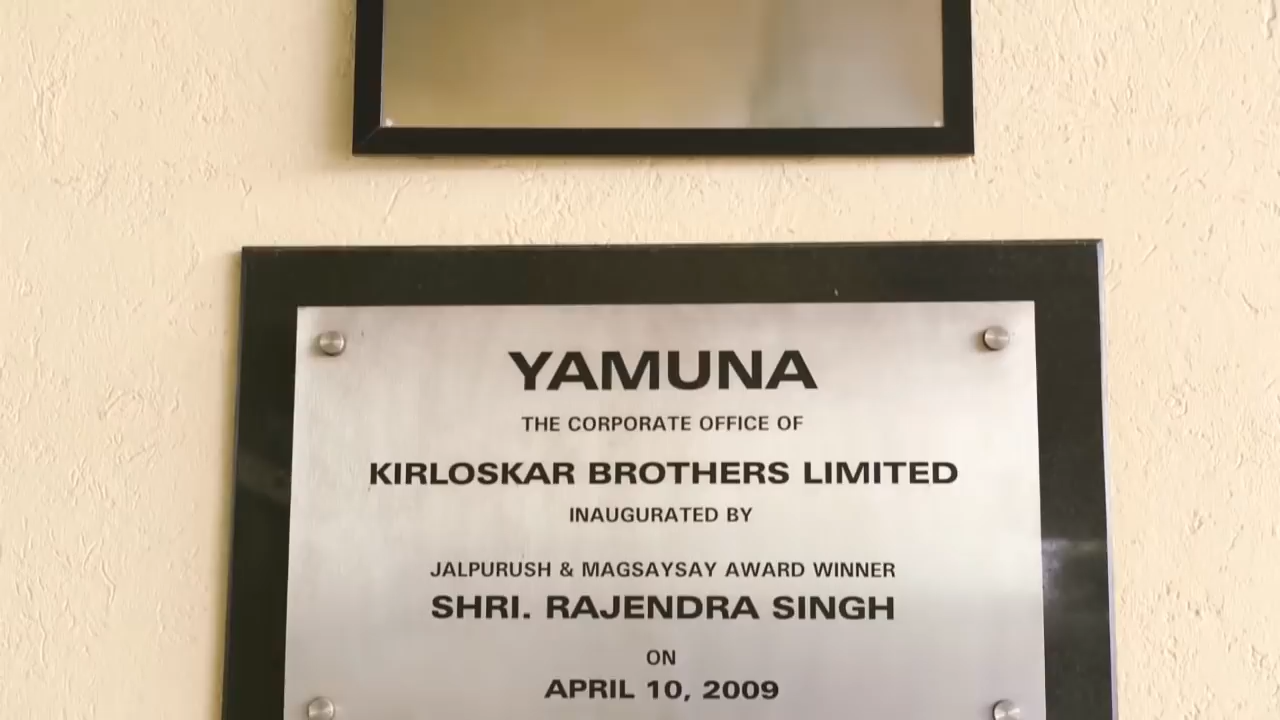 YAMUNA
THE CORPORATE OFFICE OF
KIRLOSKAR BROTHERS LIMITED
INAUGURATED BY
JALPURUSH & MAGSAYSAY AWARD WINNER
SHRI. RAJENDRA SINGH
ON
APRIL 10, 2009